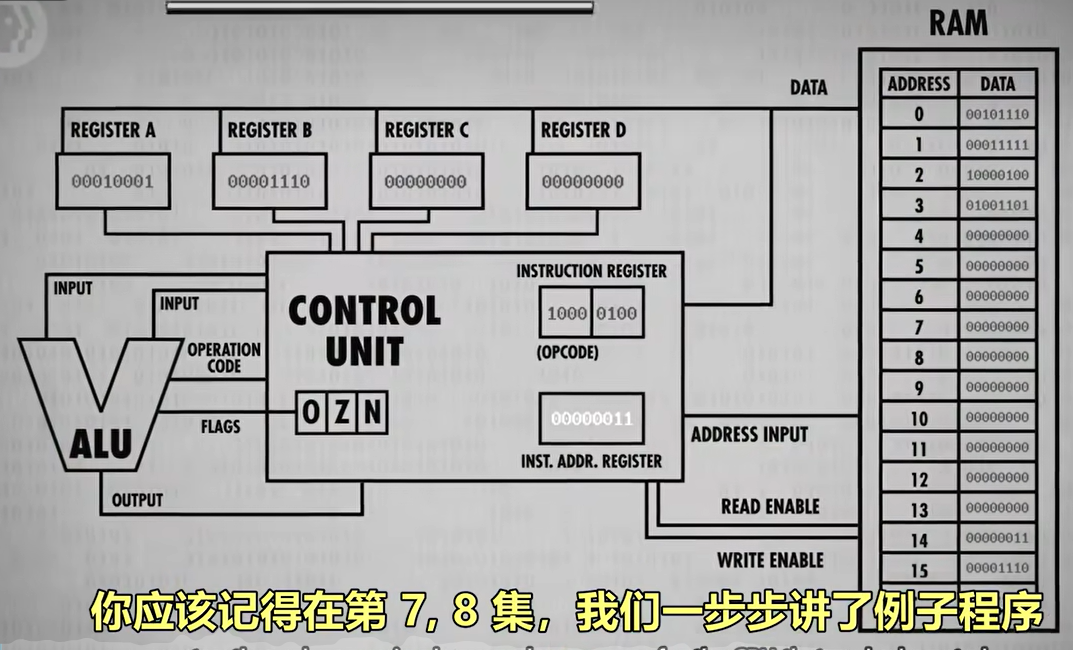 RAM
DATA
ADDRESS DATA
0 00101110
1 00011111
2 10000100
3 01001101
4 00000000
5 00000000
6 00000000
7 00000000
8 00000000
9 00000000
10 00000000
11 00000000
12 00000000
13 00000000
14 00000011
15 00001110
REGISTER A
00010001
REGISTER B
00001110
REGISTER C
00000000
REGISTER D
00000000
INPUT
INPUT
OPERATION
CODE
FLAGS
ALU
OUTPUT
CONTROL
UNIT
O Z N
INSTRUCTION REGISTER
1000 0100
(OPCODE)
00000011
INST. ADDR. REGISTER
ADDRESS INPUT
READ ENABLE
WRITE ENABLE
你应该记得在第 7, 8 集，我们一步步讲了例子程序